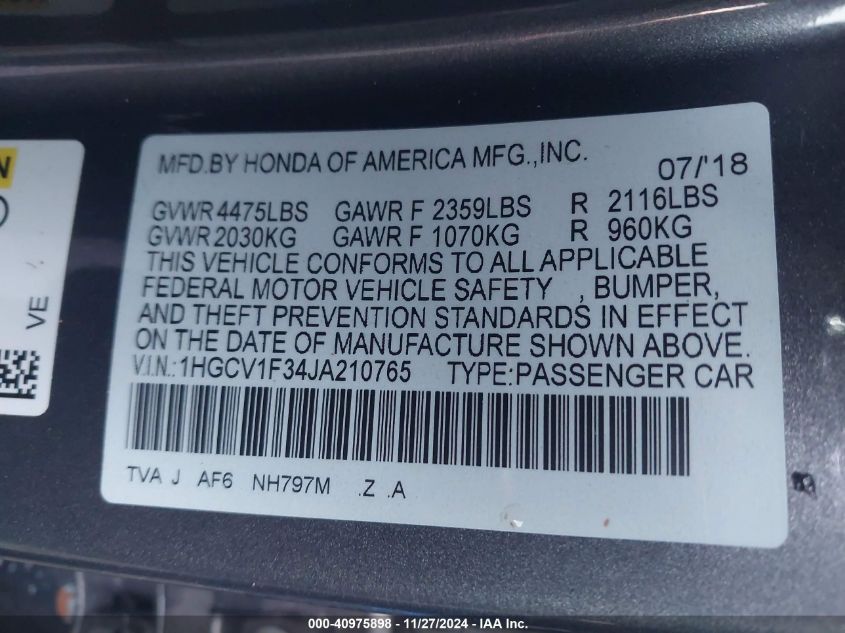 N
VE
MFD.BY HONDA OF AMERICA MFG.,INC. 07/'18
GVWR 4475LBS GAWR F 2359LBS R 2116LBS
GVWR 2030KG GAWR F 1070KG R 960KG
THIS VEHICLE CONFORMS TO ALL APPLICABLE
FEDERAL MOTOR VEHICLE SAFETY , BUMPER,
AND THEFT PREVENTION STANDARDS IN EFFECT
ON THE DATE OF MANUFACTURE SHOWN ABOVE.
V.I.N.:1HGCV1F34JA210765 TYPE:PASSENGER CAR
TVA J AF6 NH797M .Z .A
000-40975898 - 11/27/2024 - IAA Inc.